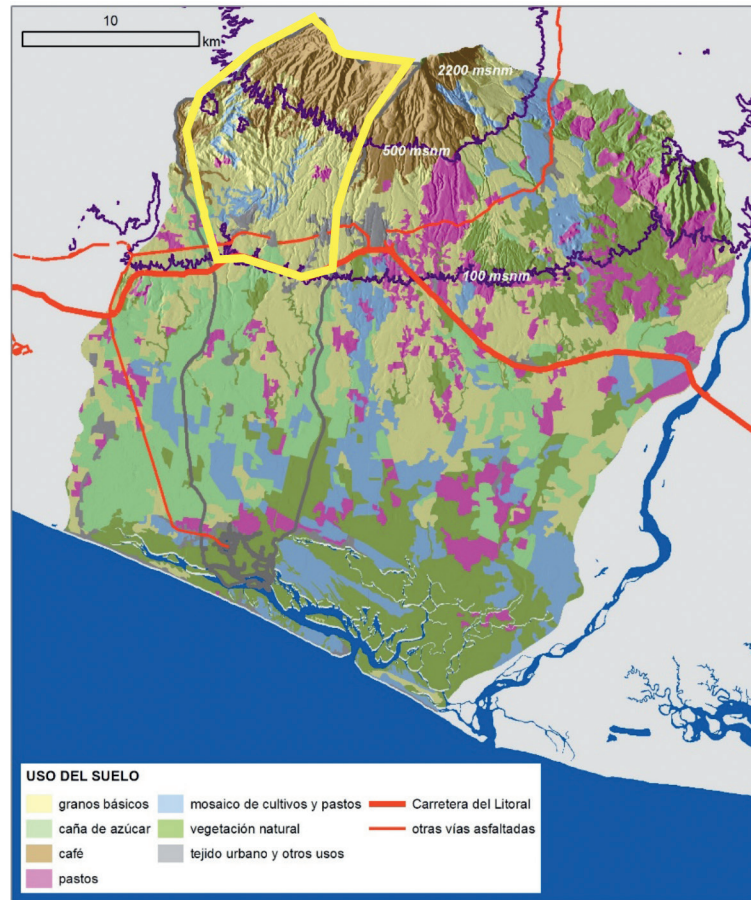 10
km
2200 msnm
500 msnm
100 msnm
USO DEL SUELO
granos básicos
caña de azúcar
café
pastos
mosaico de cultivos y pastos
vegetación natural
tejido urbano y otros usos
Carretera del Litoral
otras vías asfaltadas